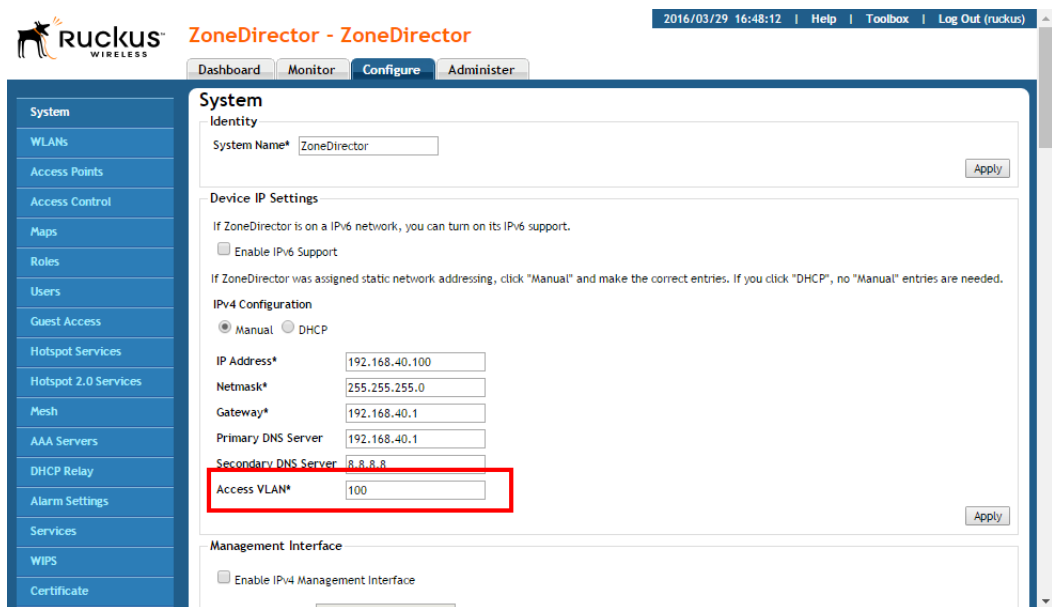 2016/03/29 16:48:12 | Help | Toolbox | Log Out (ruckus)
RUCKUS
WIRELESS
ZoneDirector - ZoneDirector
Dashboard Monitor Configure Administer
System
WLANs
Access Points
Access Control
Maps
Roles
Users
Guest Access
Hotspot Services
Hotspot 2.0 Services
Mesh
AAA Servers
DHCP Relay
Alarm Settings
Services
WIPS
Certificate
System
Identity
System Name* ZoneDirector
Apply
Device IP Settings
If ZoneDirector is on a IPv6 network, you can turn on its IPv6 support.
Enable IPv6 Support
If ZoneDirector was assigned static network addressing, click "Manual" and make the correct entries. If you click "DHCP", no "Manual" entries are needed.
IPv4 Configuration
Manual DHCP
IP Address* 192.168.40.100
Netmask* 255.255.255.0
Gateway* 192.168.40.1
Primary DNS Server 192.168.40.1
Secondary DNS Server 8.8.8.8
Access VLAN* 100
Apply
Management Interface
Enable IPv4 Management Interface